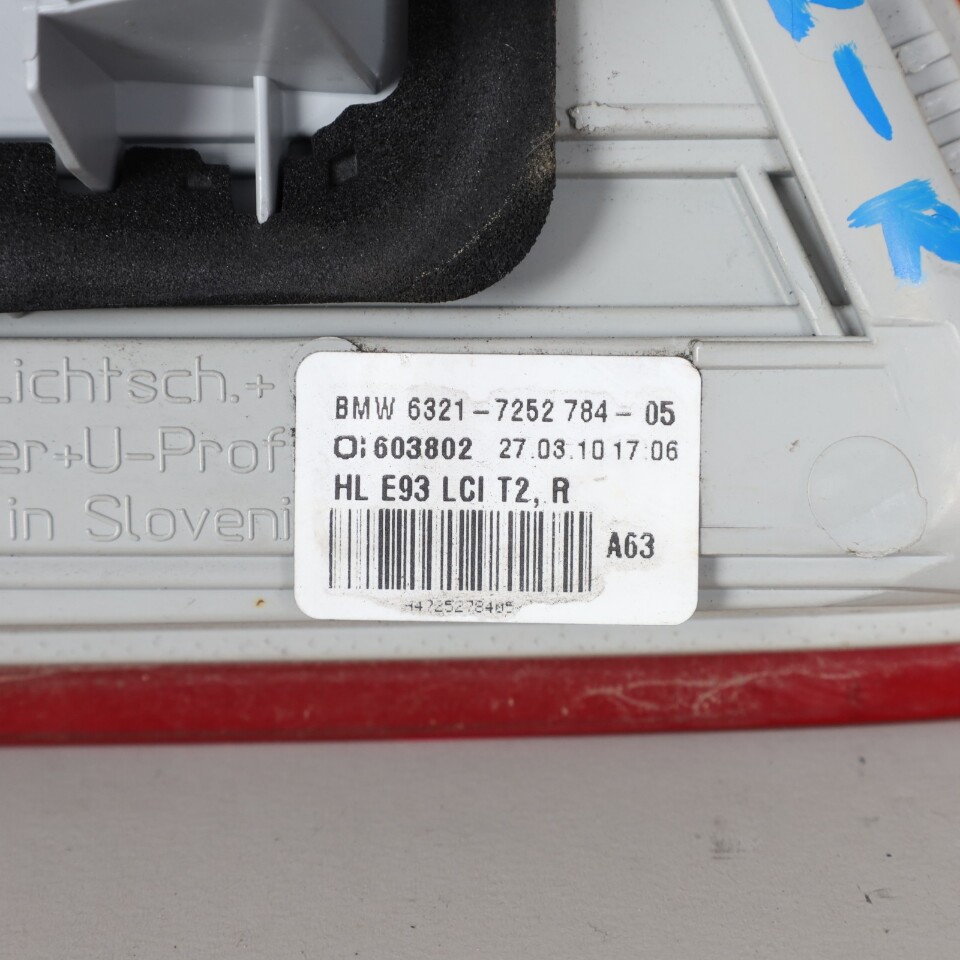 Lichtsch.+
er+U-Prof
in Sloveni
BMW 6321-7252 784-05
603802 27.03.10 17:06
HL E93 LCI T2, R
A63
H4725278405